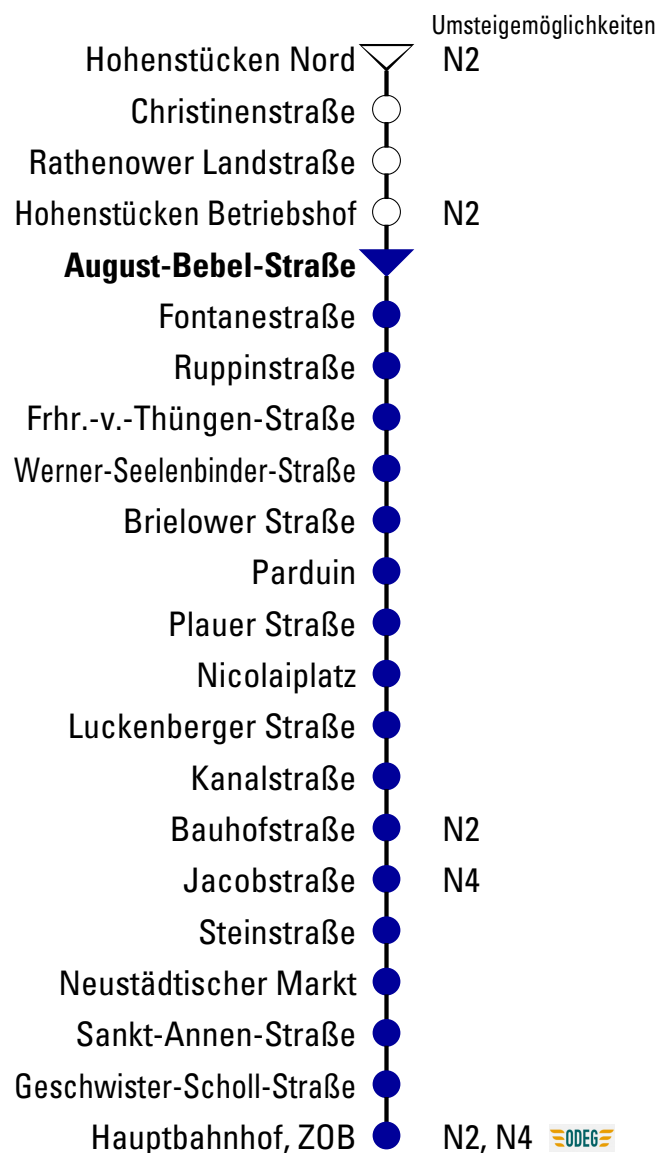 Umsteigemöglichkeiten
Hohenstücken Nord N2
Christinenstraße
Rathenower Landstraße
Hohenstücken Betriebshof N2
August-Bebel-Straße
Fontanestraße
Ruppinstraße
Frhr.-v.-Thüngen-Straße
Werner-Seelenbinder-Straße
Brielower Straße
Parduin
Plauer Straße
Nicolaiplatz
Luckenberger Straße
Kanalstraße
Bauhofstraße N2
Jacobstraße N4
Steinstraße
Neustädtischer Markt
Sankt-Annen-Straße
Geschwister-Scholl-Straße
Hauptbahnhof, ZOB N2, N4 ODEG